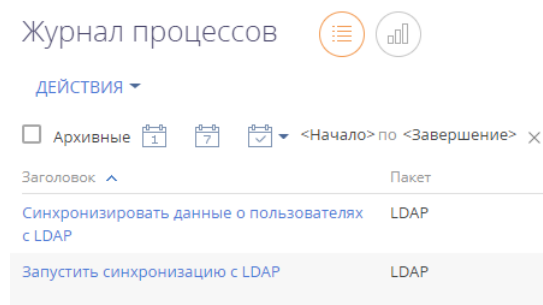 Журнал процессов
ДЕЙСТВИЯ
Архивные 1 7 <Начало> по <Завершение>
Заголовок Пакет
Синхронизировать данные о пользователях LDAP
с LDAP
Запустить синхронизацию с LDAP LDAP